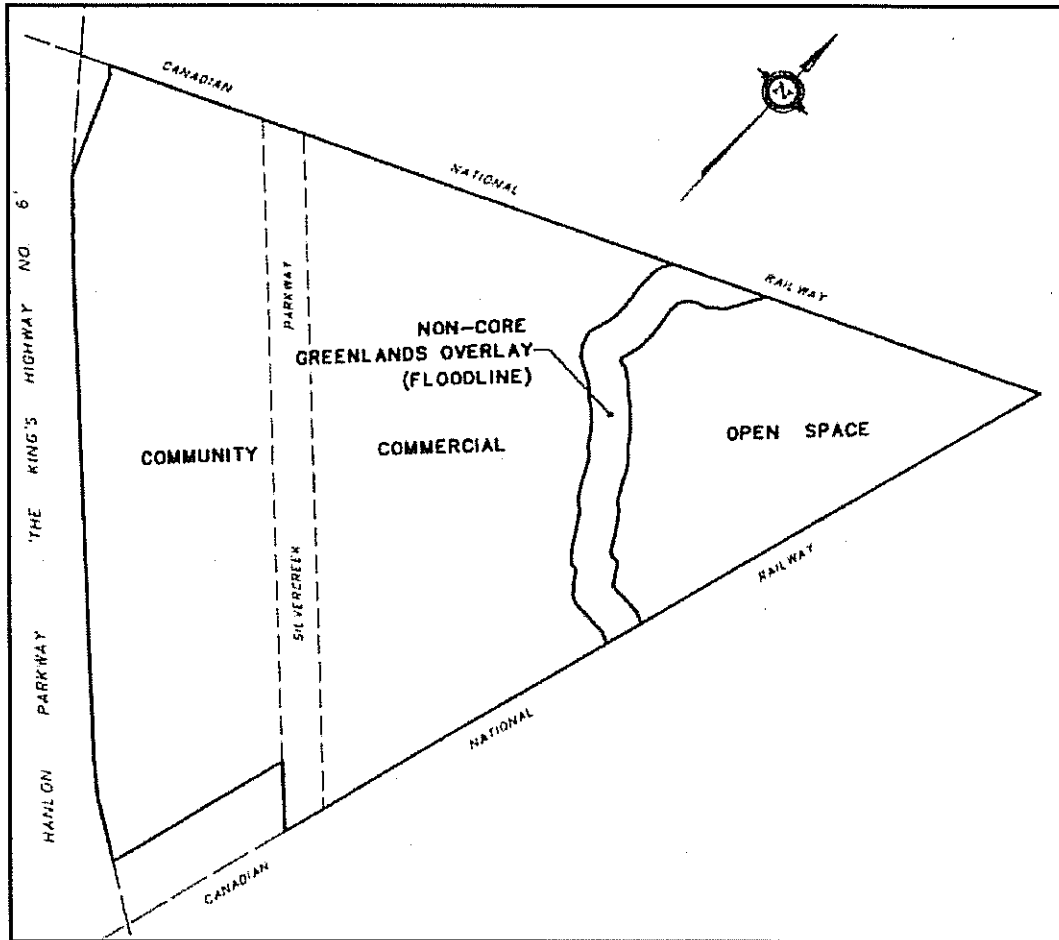 CANADIAN
NATIONAL
RAILWAY
N
HANLON PARKWAY 'THE KING'S HIGHWAY NO. 6'
SILVERCREEK PARKWAY
NON-CORE
GREENLANDS OVERLAY
(FLOODLINE)
COMMUNITY COMMERCIAL
OPEN SPACE
CANADIAN
NATIONAL
RAILWAY